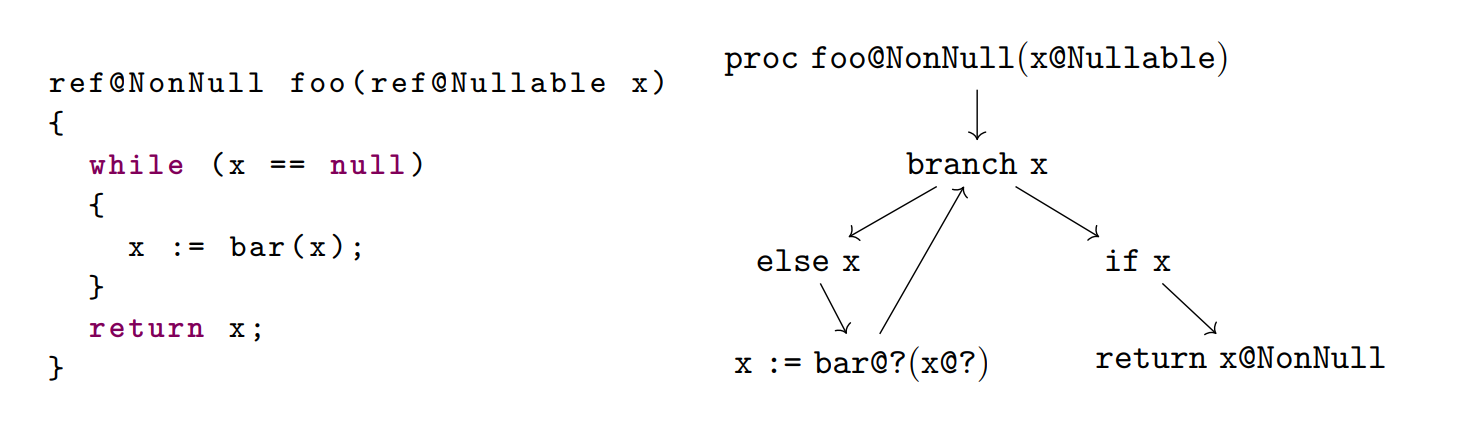 ref@NonNull foo(ref@Nullable x)
{
  while (x == null)
  {
    x := bar(x);
  }
  return x;
}
proc foo@NonNull(x@Nullable)
branch x
else x
if x
x := bar@?(x@?)
return x@NonNull